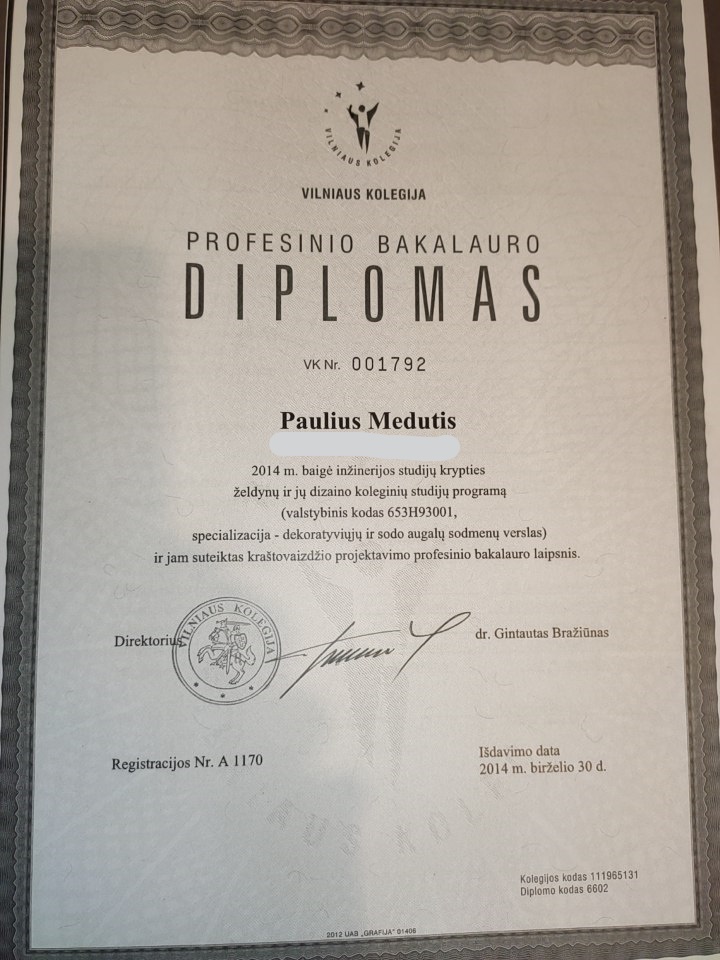 VILNIAUS KOLEGIJA
VILNIAUS KOLEGIJA
PROFESINIO BAKALAURO
DIPLOMAS
VK Nr. 001792
Paulius Medutis
2014 m. baigė inžinerijos studijų krypties
želdynų ir jų dizaino koleginių studijų programą
(valstybinis kodas 653H93001,
specializacija - dekoratyviųjų ir sodo augalų sodmenų verslas)
ir jam suteiktas kraštovaizdžio projektavimo profesinio bakalauro laipsnis.
Direktorius
VILNIAUS KOLEGIJA
dr. Gintautas Bražiūnas
Registracijos Nr. A 1170
Išdavimo data
2014 m. birželio 30 d.
Kolegijos kodas 111965131
Diplomo kodas 6602
2012 UAB „GRAFIJA" 01406